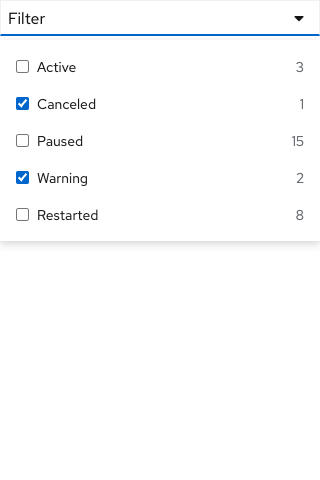 Filter
Active 3
Canceled 1
Paused 15
Warning 2
Restarted 8